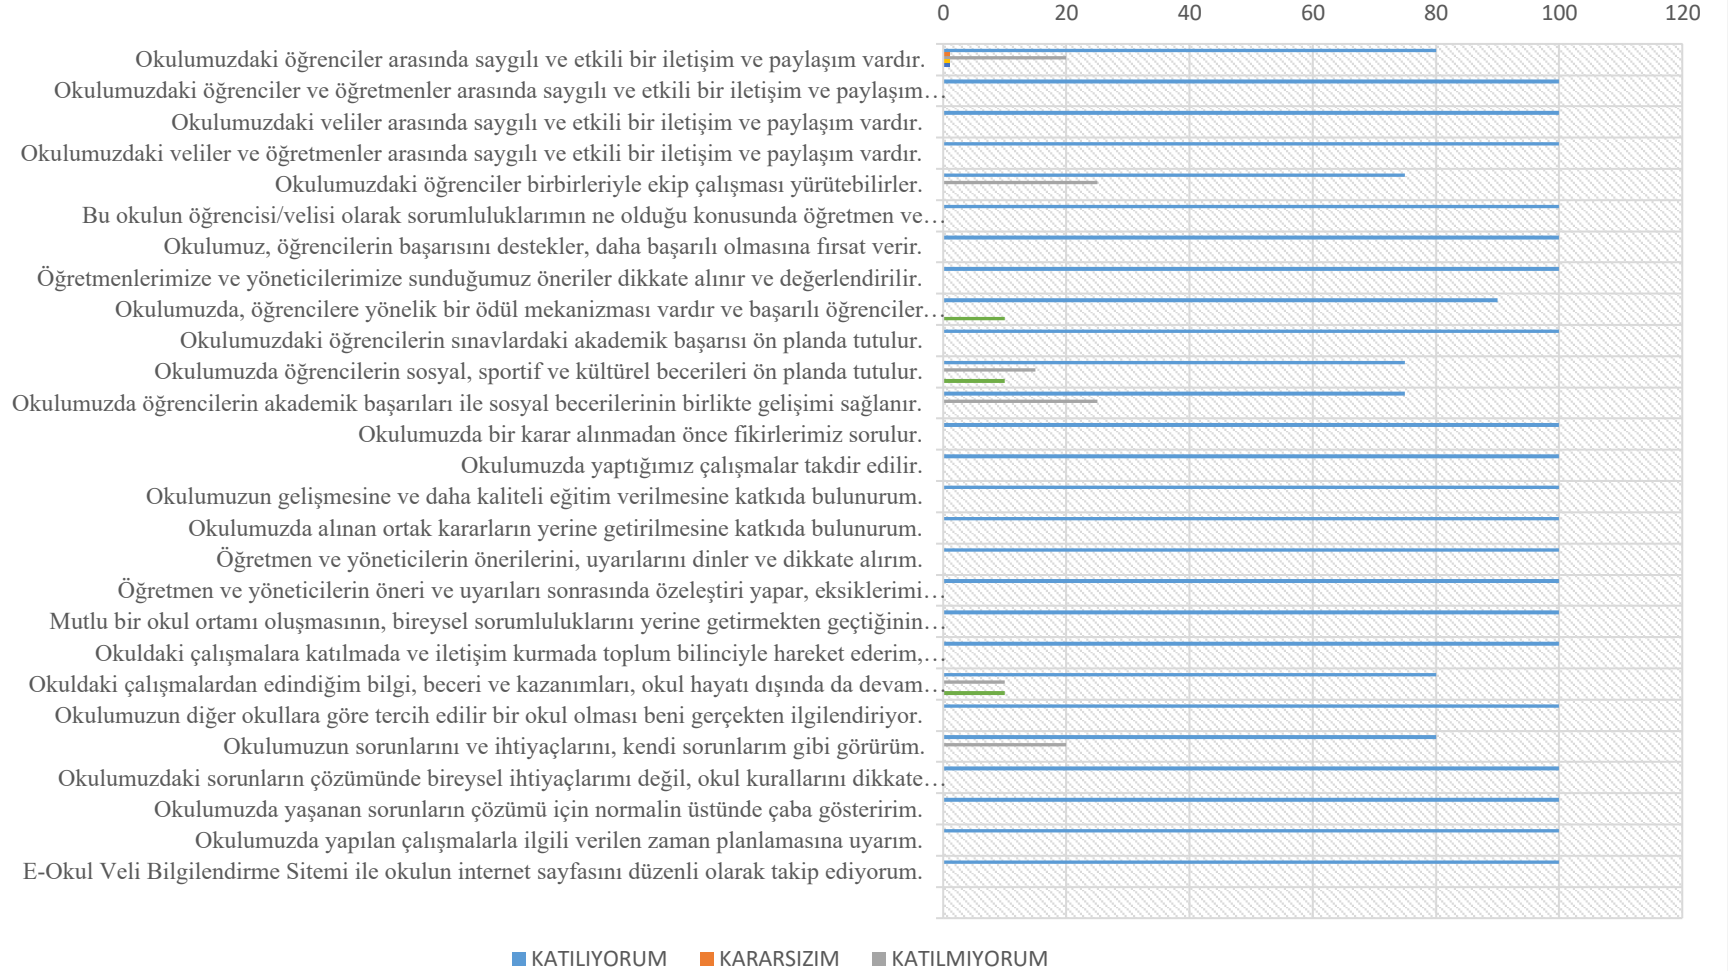 0 20 40 60 80 100 120
Okulumuzdaki öğrenciler arasında saygılı ve etkili bir iletişim ve paylaşım vardır.
Okulumuzdaki öğrenciler ve öğretmenler arasında saygılı ve etkili bir iletişim ve paylaşım…
Okulumuzdaki veliler arasında saygılı ve etkili bir iletişim ve paylaşım vardır.
Okulumuzdaki veliler ve öğretmenler arasında saygılı ve etkili bir iletişim ve paylaşım vardır.
Okulumuzdaki öğrenciler birbirleriyle ekip çalışması yürütebilirler.
Bu okulun öğrencisi/velisi olarak sorumluluklarımın ne olduğu konusunda öğretmen ve…
Okulumuz, öğrencilerin başarısını destekler, daha başarılı olmasına fırsat verir.
Öğretmenlerimize ve yöneticilerimize sunduğumuz öneriler dikkate alınır ve değerlendirilir.
Okulumuzda, öğrencilere yönelik bir ödül mekanizması vardır ve başarılı öğrenciler…
Okulumuzdaki öğrencilerin sınavlardaki akademik başarısı ön planda tutulur.
Okulumuzda öğrencilerin sosyal, sportif ve kültürel becerileri ön planda tutulur.
Okulumuzda öğrencilerin akademik başarıları ile sosyal becerilerinin birlikte gelişimi sağlanır.
Okulumuzda bir karar alınmadan önce fikirlerimiz sorulur.
Okulumuzda yaptığımız çalışmalar takdir edilir.
Okulumuzun gelişmesine ve daha kaliteli eğitim verilmesine katkıda bulunurum.
Okulumuzda alınan ortak kararların yerine getirilmesine katkıda bulunurum.
Öğretmen ve yöneticilerin önerilerini, uyarılarını dinler ve dikkate alırım.
Öğretmen ve yöneticilerin öneri ve uyarıları sonrasında özeleştiri yapar, eksiklerimi…
Mutlu bir okul ortamı oluşmasının, bireysel sorumluluklarını yerine getirmekten geçtiğinin…
Okuldaki çalışmalara katılmada ve iletişim kurmada toplum bilinciyle hareket ederim,…
Okuldaki çalışmalardan edindiğim bilgi, beceri ve kazanımları, okul hayatı dışında da devam…
Okulumuzun diğer okullara göre tercih edilir bir okul olması beni gerçekten ilgilendiriyor.
Okulumuzun sorunlarını ve ihtiyaçlarını, kendi sorunlarım gibi görürüm.
Okulumuzdaki sorunların çözümünde bireysel ihtiyaçlarımı değil, okul kurallarını dikkate…
Okulumuzda yaşanan sorunların çözümü için normalin üstünde çaba gösteririm.
Okulumuzda yapılan çalışmalarla ilgili verilen zaman planlamasına uyarım.
E-Okul Veli Bilgilendirme Sitemi ile okulun internet sayfasını düzenli olarak takip ediyorum.
KATILIYORUM KARARSIZIM KATILMIYORUM